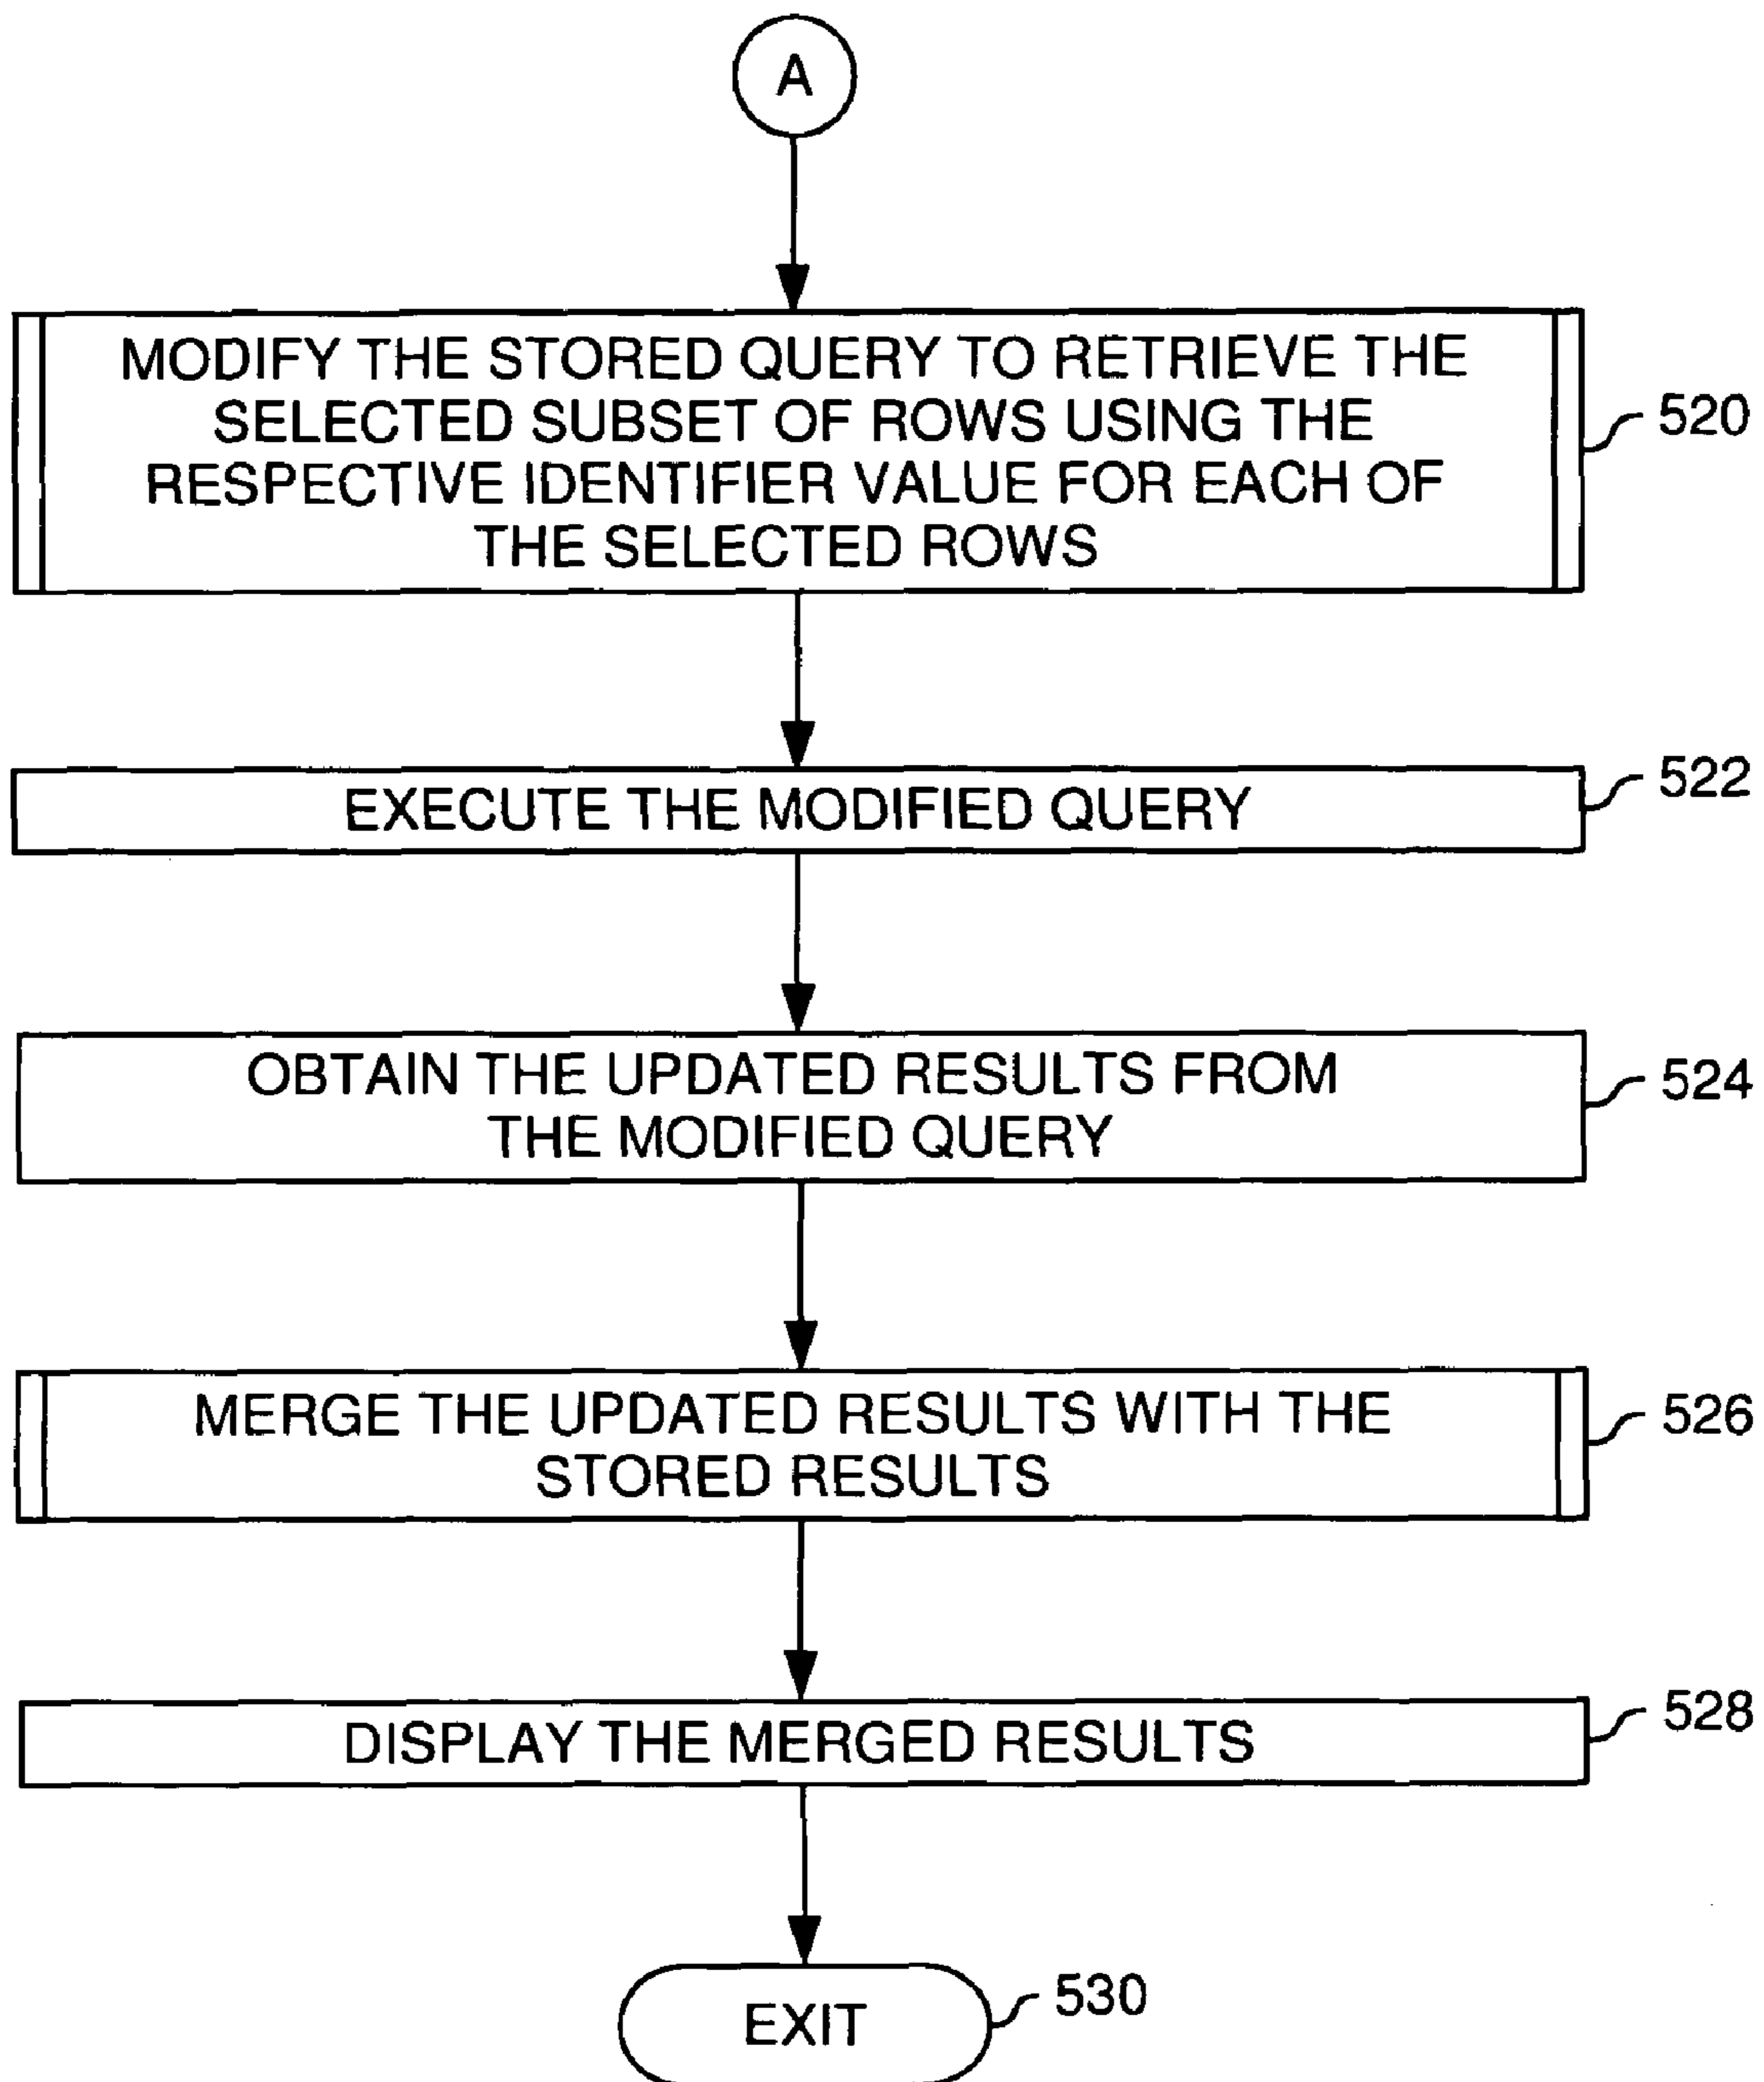 A
MODIFY THE STORED QUERY TO RETRIEVE THE
SELECTED SUBSET OF ROWS USING THE
RESPECTIVE IDENTIFIER VALUE FOR EACH OF
THE SELECTED ROWS
520
EXECUTE THE MODIFIED QUERY
522
OBTAIN THE UPDATED RESULTS FROM
THE MODIFIED QUERY
524
MERGE THE UPDATED RESULTS WITH THE
STORED RESULTS
526
DISPLAY THE MERGED RESULTS
528
EXIT
530